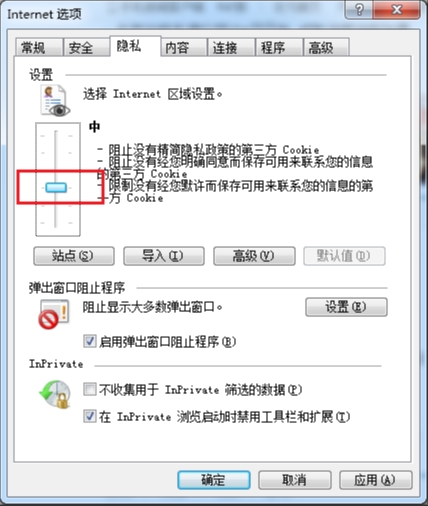 Internet 选项
常规 安全 隐私 内容 连接 程序 高级
设置
选择 Internet 区域设置。
中
- 阻止没有精简隐私政策的第三方 Cookie
- 阻止没有经您明确同意而保存可用来联系您的信息
的第三方 Cookie
- 限制没有经您默许而保存可用来联系您的信息的第
一方 Cookie
站点(S) 导入(I) 高级(V) 默认值(D)
弹出窗口阻止程序
阻止显示大多数弹出窗口。 设置(E)
启用弹出窗口阻止程序(B)
InPrivate
不收集用于 InPrivate 筛选的数据(P)
在 InPrivate 浏览启动时禁用工具栏和扩展(T)
确定 取消 应用(A)